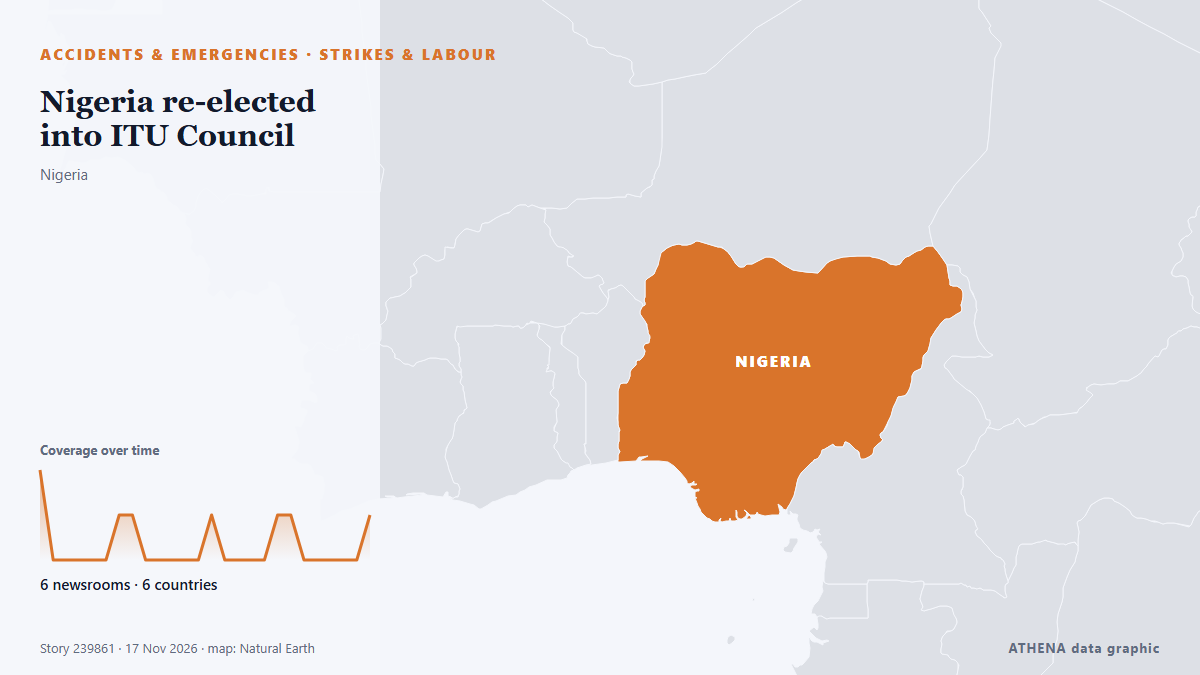 ACCIDENTS & EMERGENCIES · STRIKES & LABOUR
Nigeria re-elected
into ITU Council
Nigeria
NIGERIA
Coverage over time
6 newsrooms · 6 countries
Story 239861 · 17 Nov 2026 · map: Natural Earth
ATHENA data graphic